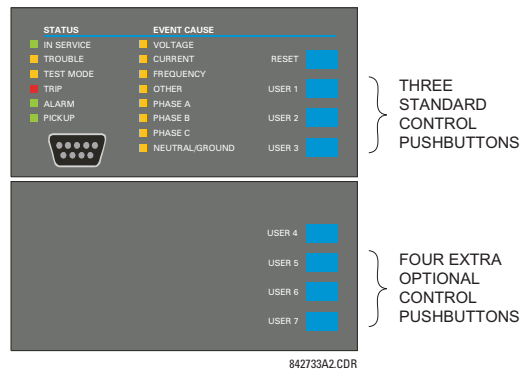 STATUS
IN SERVICE
TROUBLE
TEST MODE
TRIP
ALARM
PICKUP
EVENT CAUSE
VOLTAGE
CURRENT
FREQUENCY
OTHER
PHASE A
PHASE B
PHASE C
NEUTRAL/GROUND
RESET
USER 1
USER 2
USER 3
THREE
STANDARD
CONTROL
PUSHBUTTONS
USER 4
USER 5
USER 6
USER 7
FOUR EXTRA
OPTIONAL
CONTROL
PUSHBUTTONS
842733A2.CDR